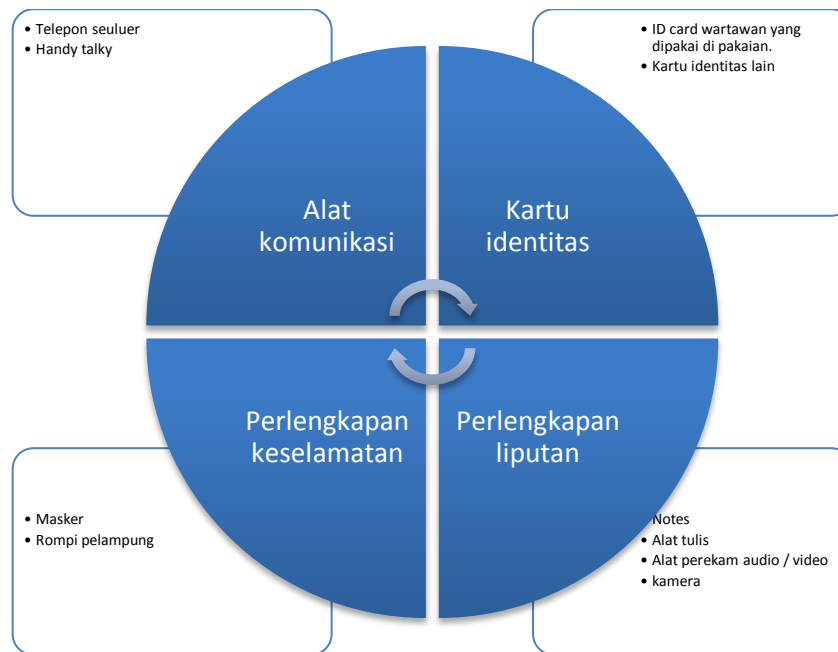 • Telepon seuluer
• Handy talky
• ID card wartawan yang
dipakai di pakaian.
• Kartu identitas lain
Alat
komunikasi
Kartu
identitas
Perlengkapan
keselamatan
Perlengkapan
liputan
• Masker
• Rompi pelampung
Notes
• Alat tulis
• Alat perekam audio / video
• kamera